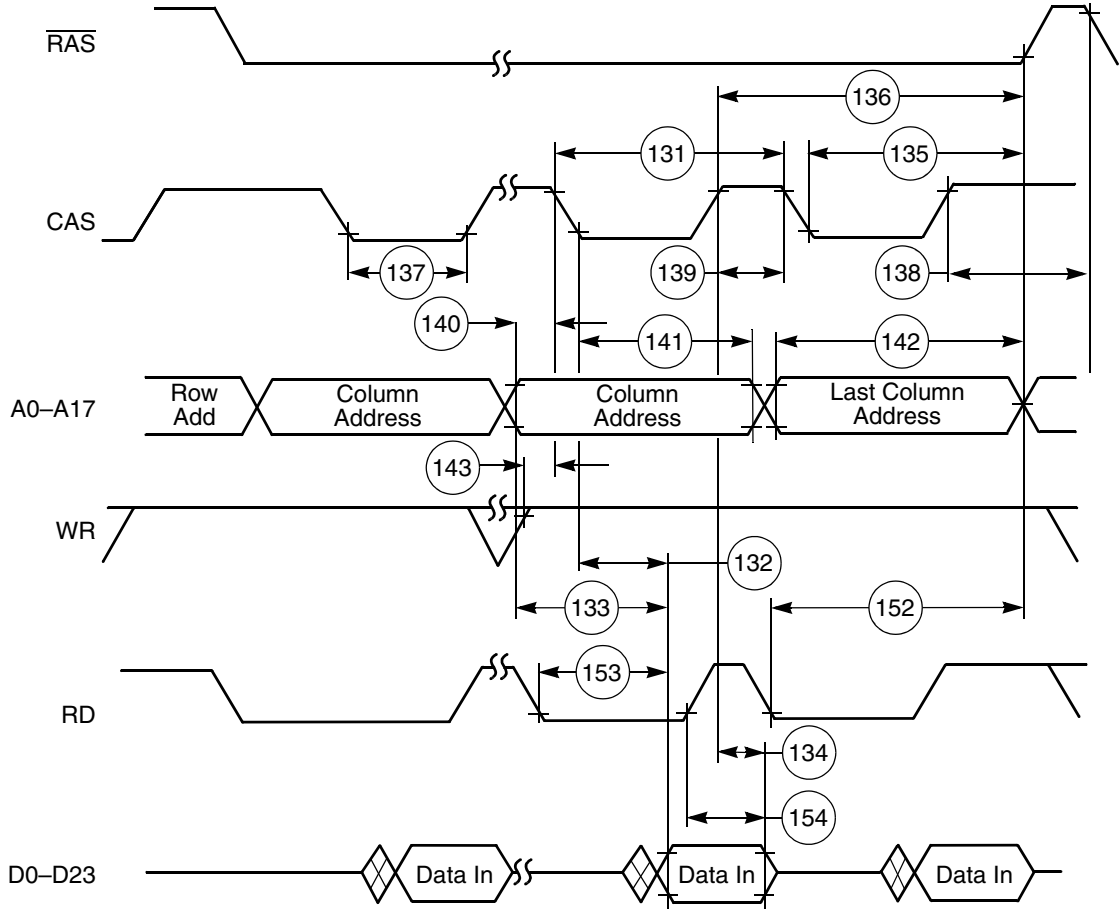 RAS
136
131
135
CAS
137
139
138
140
141
142
A0–A17
Row
Add
Column
Address
Column
Address
Last Column
Address
143
WR
132
133
152
153
RD
134
154
D0–D23
Data In
Data In
Data In